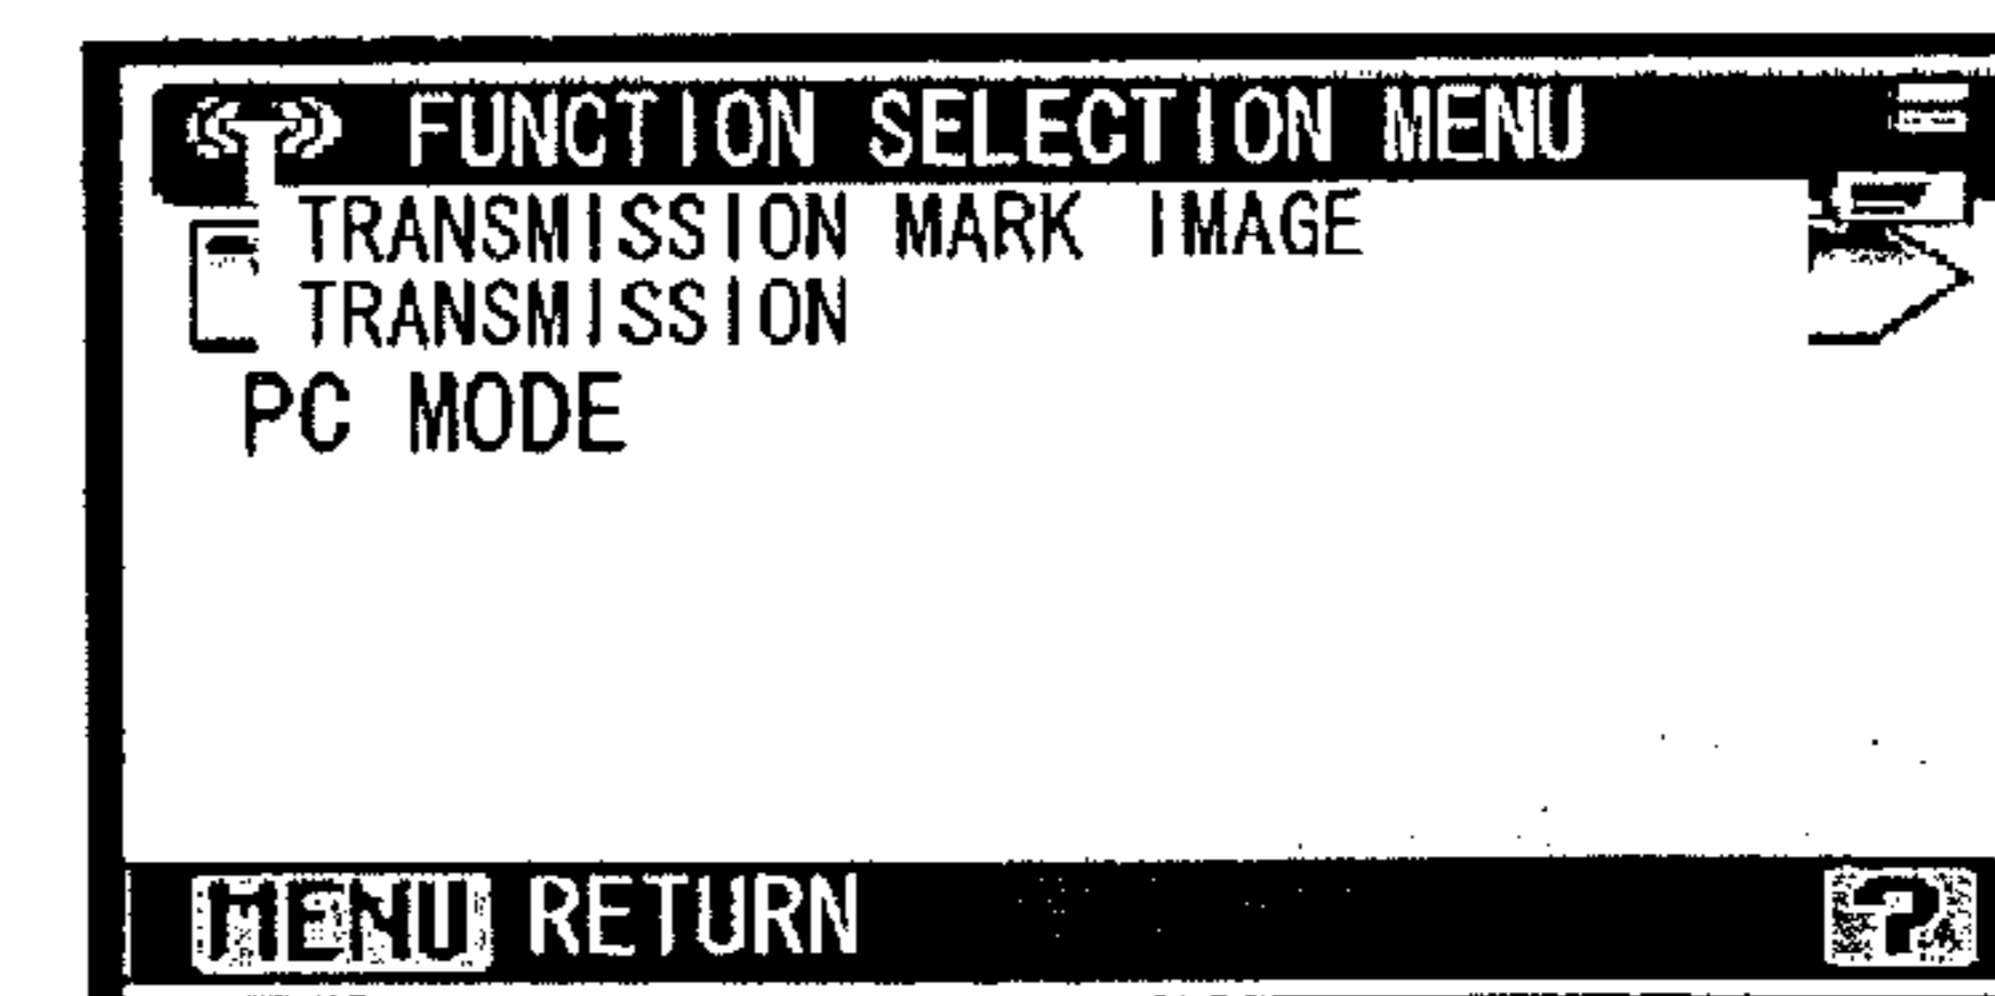 FUNCTION SELECTION MENU
TRANSMISSION MARK IMAGE
TRANSMISSION
PC MODE
MENU RETURN ?